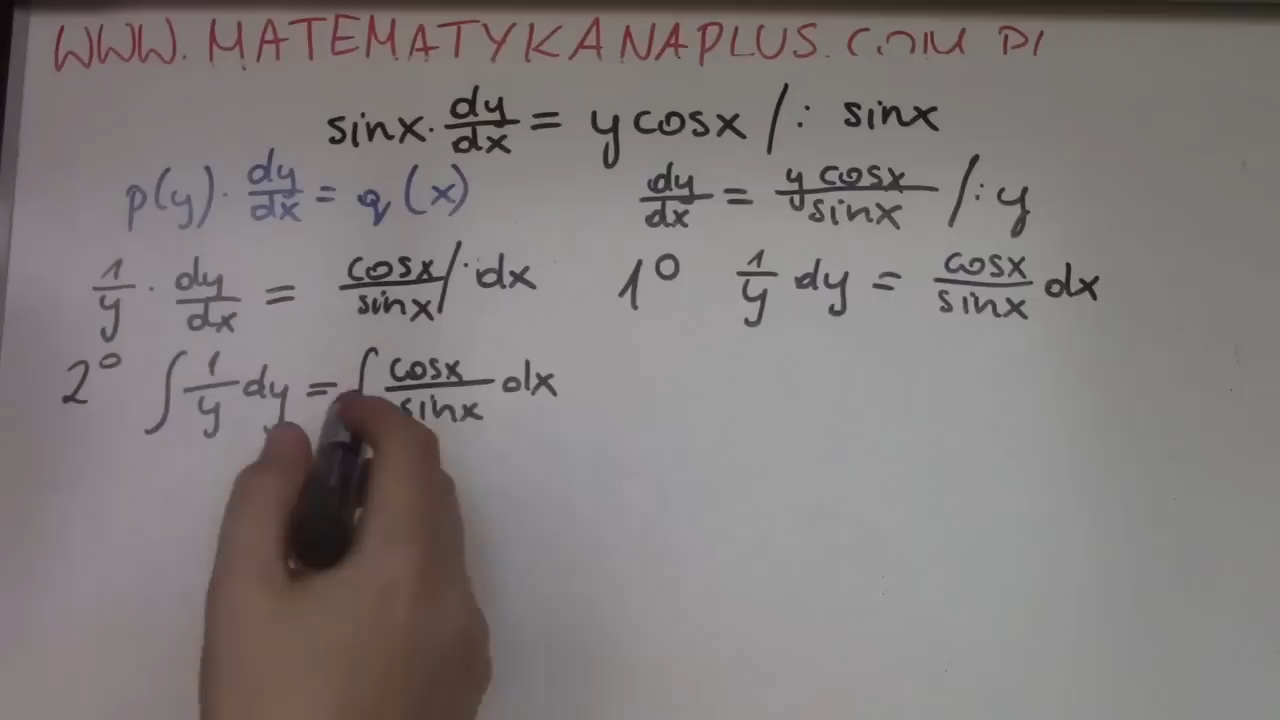 WWW.MATEMATYKANAPLUS.COM.PL
sinx · dy/dx = y cosx /: sinx
p(y) · dy/dx = q(x)
dy/dx = y cosx/sinx /: y
1/y · dy/dx = cosx/sinx /· dx
1° 1/y dy = cosx/sinx dx
2° ∫ 1/y dy = ∫ cosx/sinx dx